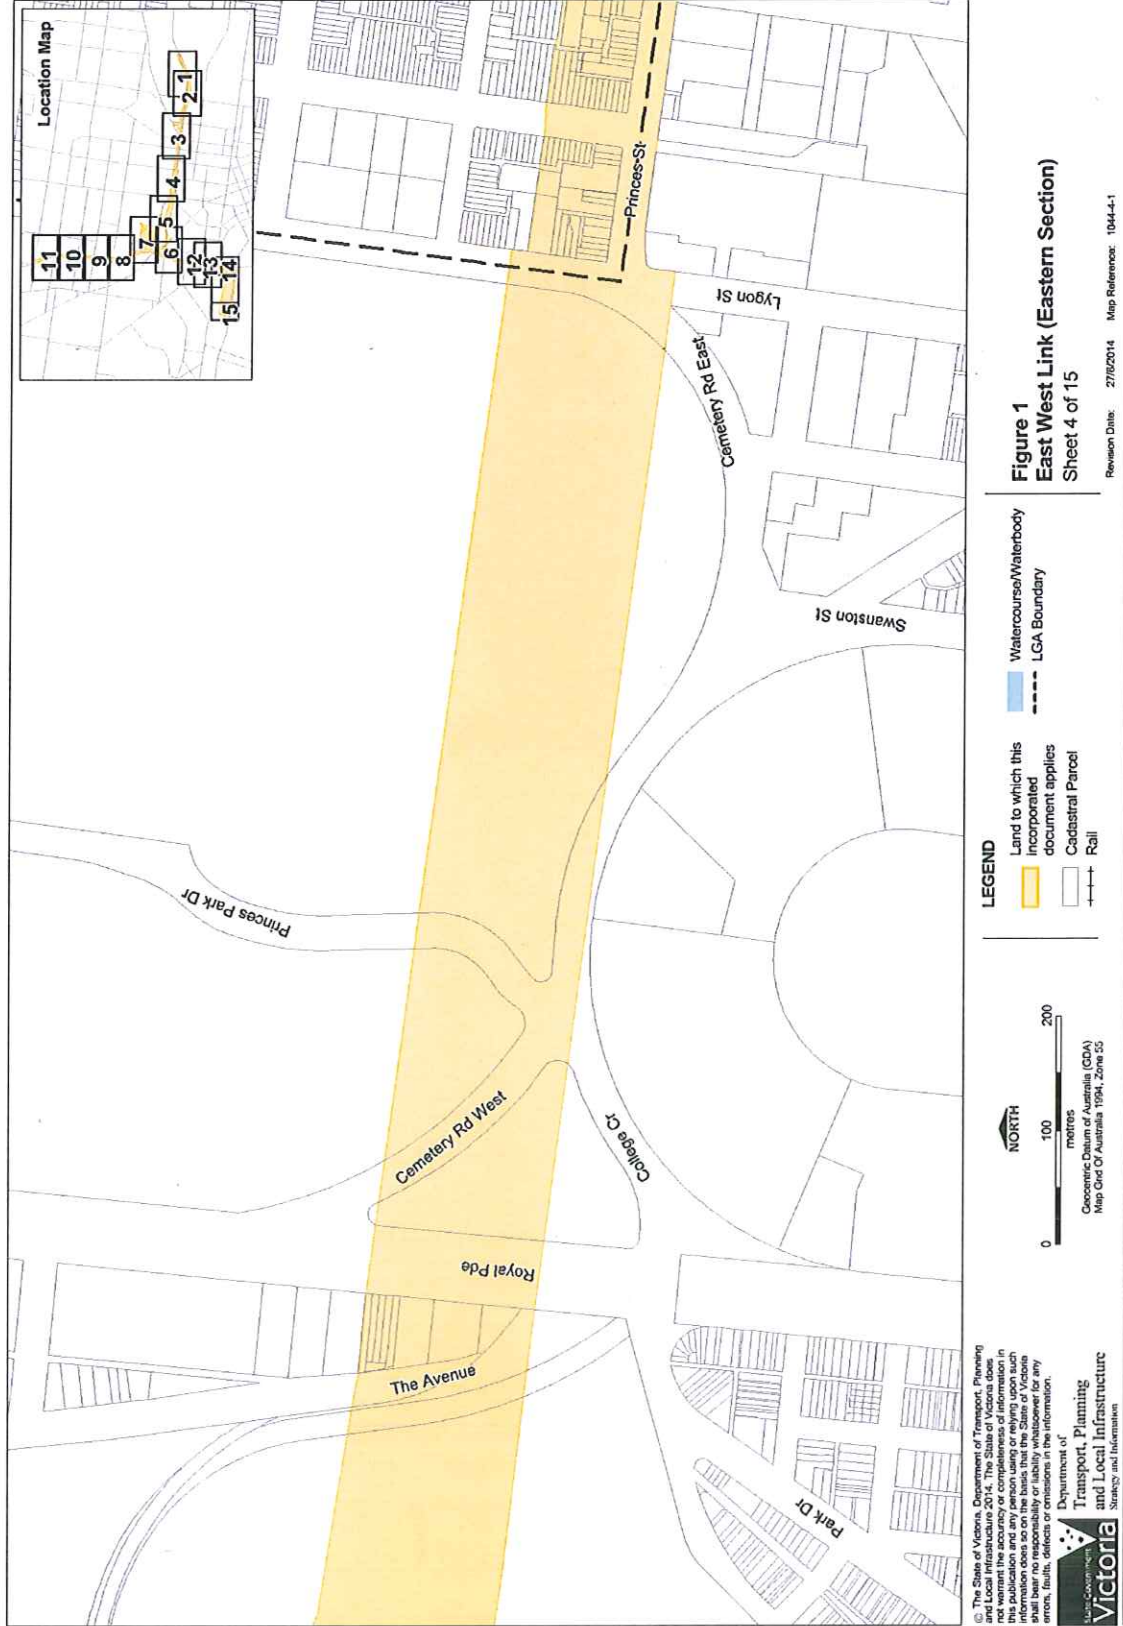 Location Map
11
10
9
8
7
6
5
4
3
2
1
12
13
14
15
Princes St
Lygon St
Cemetery Rd East
Swanston St
Princes Park Dr
Cemetery Rd West
College Cr
Royal Pde
The Avenue
Park Dr
© The State of Victoria, Department of Transport, Planning
and Local Infrastructure 2014. The State of Victoria does
not warrant the accuracy or completeness of information in
this publication and any person using or relying upon such
information does so on the basis that the State of Victoria
shall bear no responsibility or liability whatsoever for any
errors, faults, defects or omissions in the information.
State Government
Victoria
Department of
Transport, Planning
and Local Infrastructure
Strategy and Information
NORTH
0 100 200
metres
Geocentric Datum of Australia (GDA)
Map Grid Of Australia 1994, Zone 55
LEGEND
Land to which this
incorporated
document applies
Cadastral Parcel
Rail
Watercourse/Waterbody
LGA Boundary
Figure 1
East West Link (Eastern Section)
Sheet 4 of 15
Revision Date: 27/6/2014 Map Reference: 1044-4-1